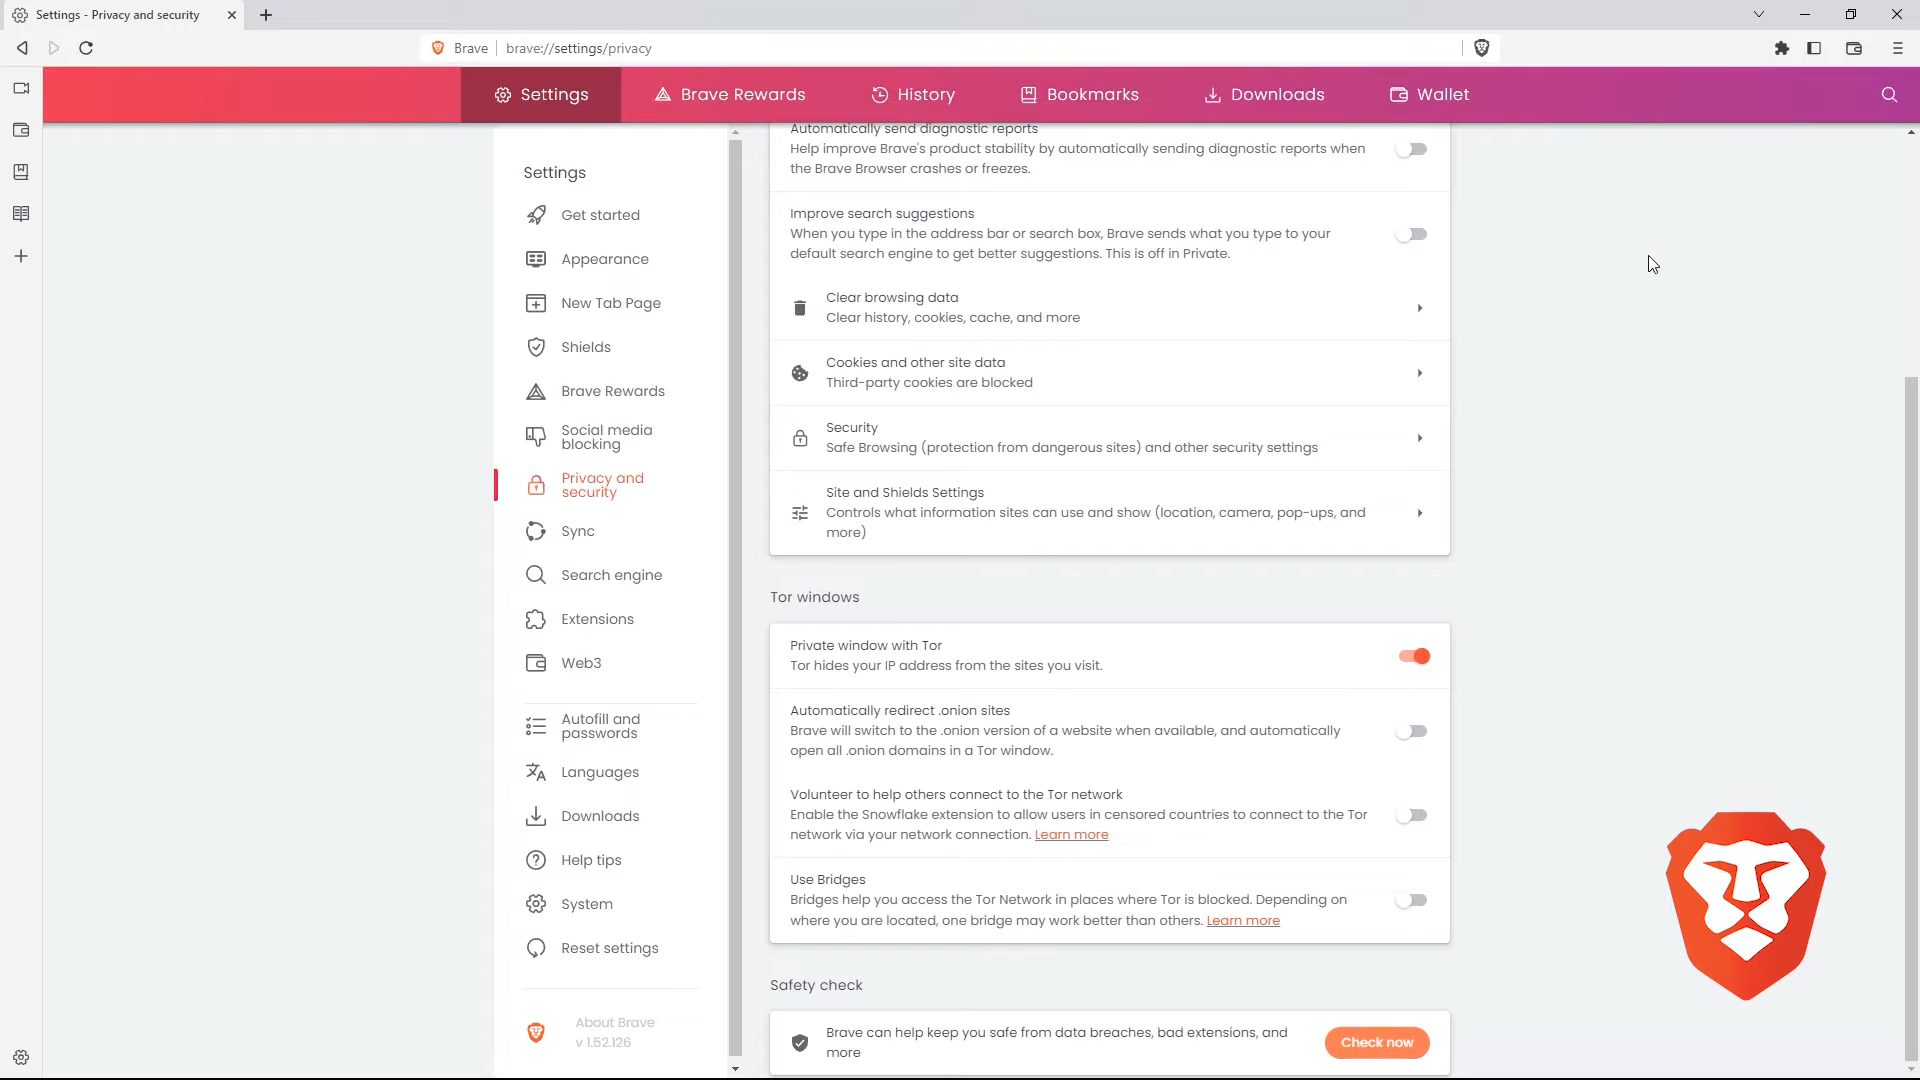 Settings - Privacy and security
Brave
brave://settings/privacy
Settings
Brave Rewards
History
Bookmarks
Downloads
Wallet
Settings
Get started
Appearance
New Tab Page
Shields
Brave Rewards
Social media
blocking
Privacy and
security
Sync
Search engine
Extensions
Web3
Autofill and
passwords
Languages
Downloads
Help tips
System
Reset settings
About Brave
v 1.52.126
Automatically send diagnostic reports
Help improve Brave's product stability by automatically sending diagnostic reports when
the Brave Browser crashes or freezes.
Improve search suggestions
When you type in the address bar or search box, Brave sends what you type to your
default search engine to get better suggestions. This is off in Private.
Clear browsing data
Clear history, cookies, cache, and more
Cookies and other site data
Third-party cookies are blocked
Security
Safe Browsing (protection from dangerous sites) and other security settings
Site and Shields Settings
Controls what information sites can use and show (location, camera, pop-ups, and
more)
Tor windows
Private window with Tor
Tor hides your IP address from the sites you visit.
Automatically redirect .onion sites
Brave will switch to the .onion version of a website when available, and automatically
open all .onion domains in a Tor window.
Volunteer to help others connect to the Tor network
Enable the Snowflake extension to allow users in censored countries to connect to the Tor
network via your network connection. Learn more
Use Bridges
Bridges help you access the Tor Network in places where Tor is blocked. Depending on
where you are located, one bridge may work better than others. Learn more
Safety check
Brave can help keep you safe from data breaches, bad extensions, and
more
Check now